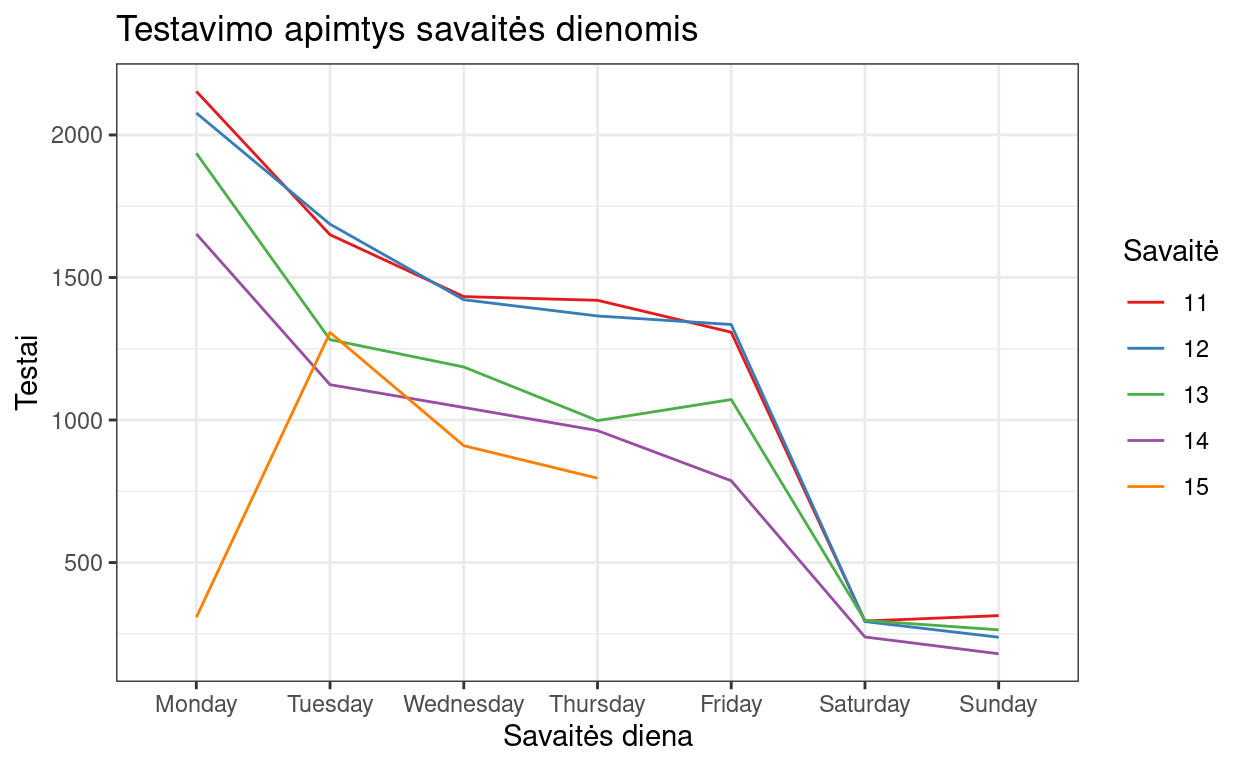 Testavimo apimtys savaitės dienomis
Testai
2000
1500
1000
500
Monday Tuesday Wednesday Thursday Friday Saturday Sunday
Savaitės diena
Savaitė
11
12
13
14
15